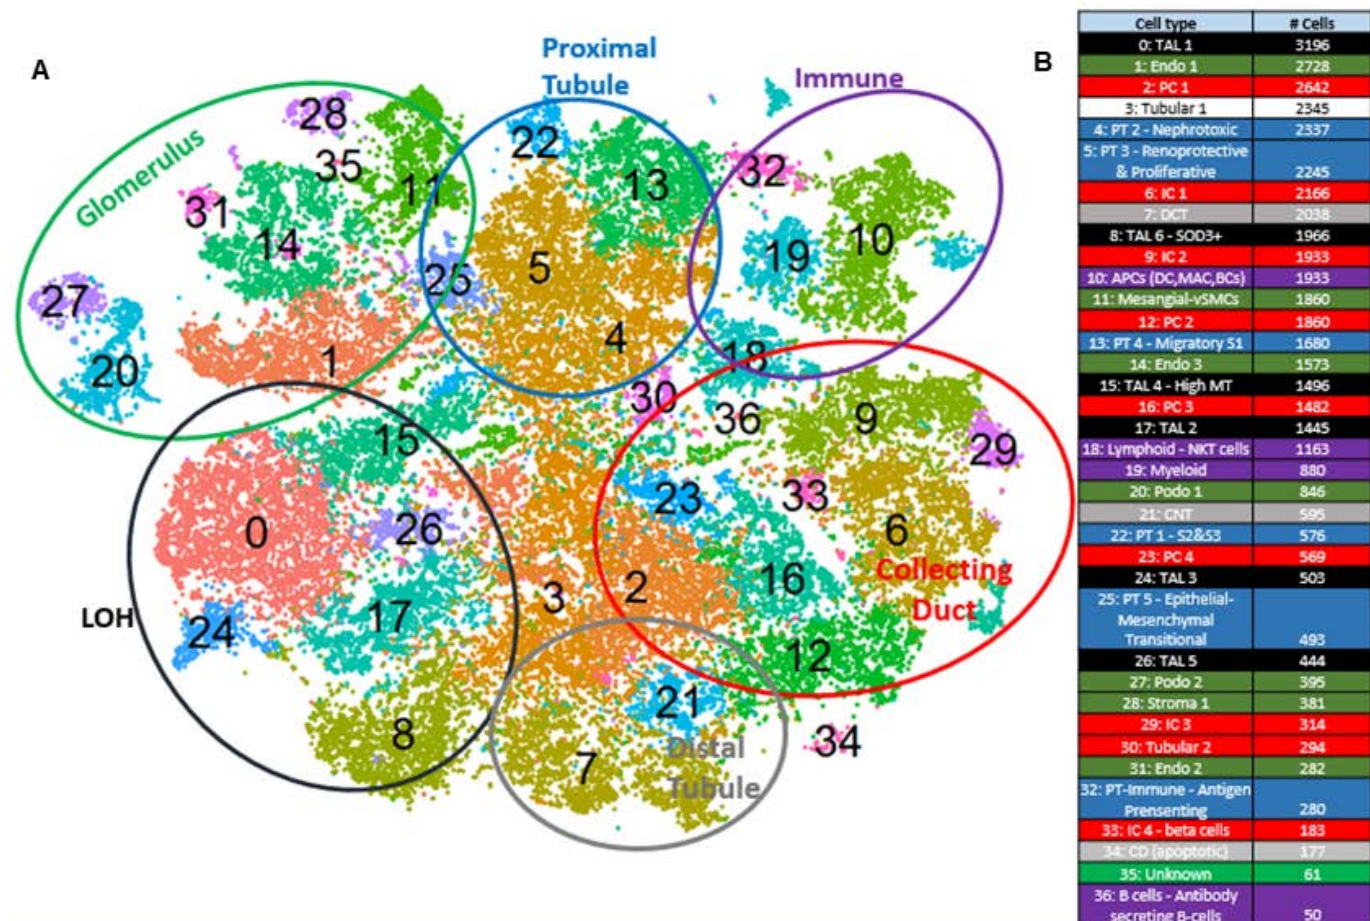 A
Proximal
Tubule
Immune
Glomerulus
LOH
Collecting
Duct
Distal
Tubule
28
35
31
11
14
27
20
1
25
22
13
5
4
32
19
10
18
30
36
9
29
15
0
26
24
17
8
3
2
23
33
6
16
12
21
7
34
B
Cell type # Cells
0: TAL 1 3196
1: Endo 1 2728
2: PC 1 2642
3: Tubular 1 2345
4: PT 2 - Nephrotoxic 2337
5: PT 3 - Renoprotective
& Proliferative 2245
6: IC 1 2166
7: DCT 2038
8: TAL 6 - SOD3+ 1966
9: IC 2 1933
10: APCs (DC,MAC,BCs) 1933
11: Mesangial-vSMCs 1860
12: PC 2 1860
13: PT 4 - Migratory S1 1680
14: Endo 3 1573
15: TAL 4 - High MT 1496
16: PC 3 1482
17: TAL 2 1445
18: Lymphoid - NKT cells 1163
19: Myeloid 880
20: Podo 1 846
21: CNT 595
22: PT 1 - S2&S3 576
23: PC 4 569
24: TAL 3 503
25: PT 5 - Epithelial-
Mesenchymal
Transitional 493
26: TAL 5 444
27: Podo 2 395
28: Stroma 1 381
29: IC 3 314
30: Tubular 2 294
31: Endo 2 282
32: PT-Immune - Antigen
Prensenting 280
33: IC 4 - beta cells 183
34: CD (apoptotic) 177
35: Unknown 61
36: B cells - Antibody
secreting B-cells 50